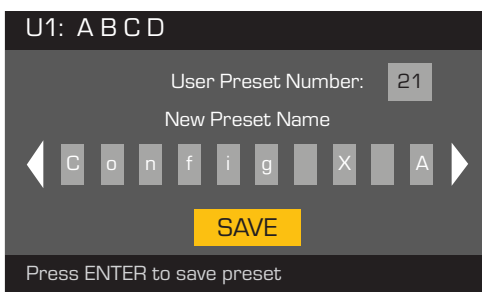 U1: A B C D
User Preset Number: 21
New Preset Name
C o n f i g X A
SAVE
Press ENTER to save preset